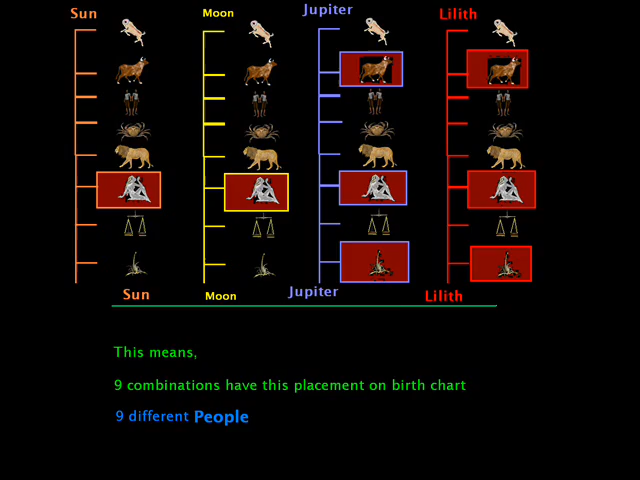 Sun Moon Jupiter Lilith
Sun Moon Jupiter Lilith
This means,
9 combinations have this placement on birth chart
9 different People